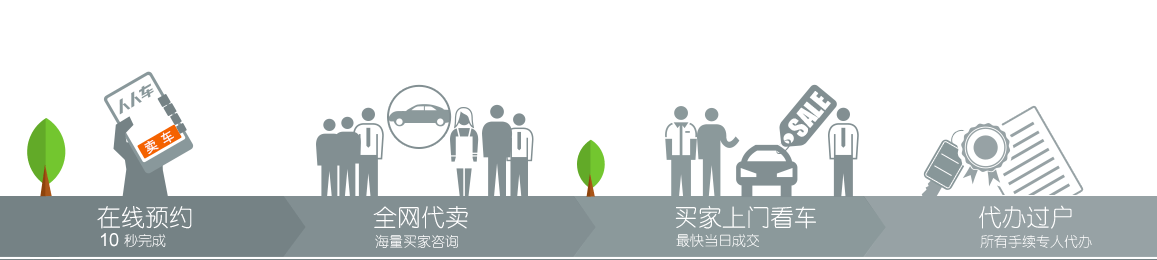 人人车
卖车
SALE
在线预约
10 秒完成
全网代卖
海量买家咨询
买家上门看车
最快当日成交
代办过户
所有手续专人代办